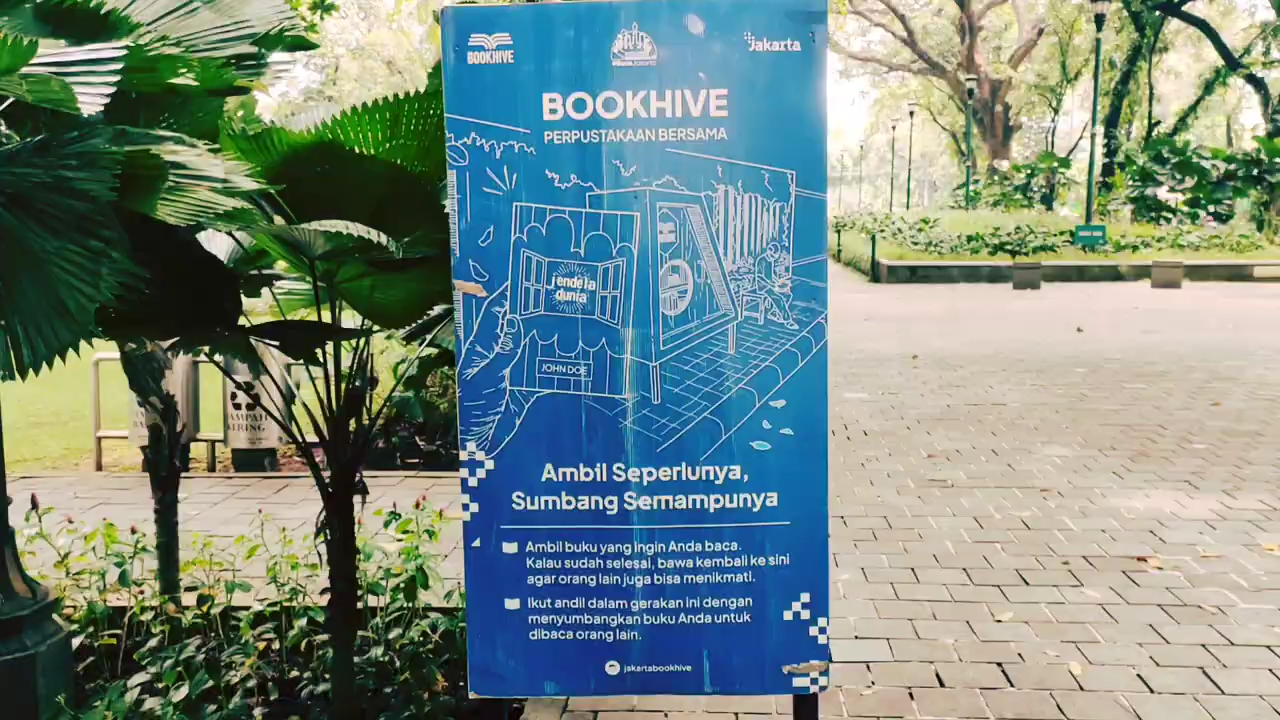 BOOKHIVE
Jakarta
BOOKHIVE
PERPUSTAKAAN BERSAMA
jendela
dunia
JOHN DOE
Ambil Seperlunya,
Sumbang Semampunya
Ambil buku yang ingin Anda baca.
Kalau sudah selesai, bawa kembali ke sini
agar orang lain juga bisa menikmati.
Ikut andil dalam gerakan ini dengan
menyumbangkan buku Anda untuk
dibaca orang lain.
jakartabookhive